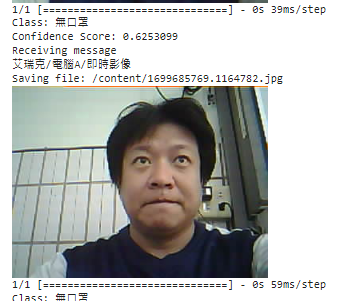 1/1 [==============================] - 0s 39ms/step
Class: 無口罩
Confidence Score: 0.6253099
Receiving message
艾瑞克/電腦A/即時影像
Saving file: /content/1699685769.1164782.jpg
1/1 [==============================] - 0s 59ms/step
Class: 無口罩